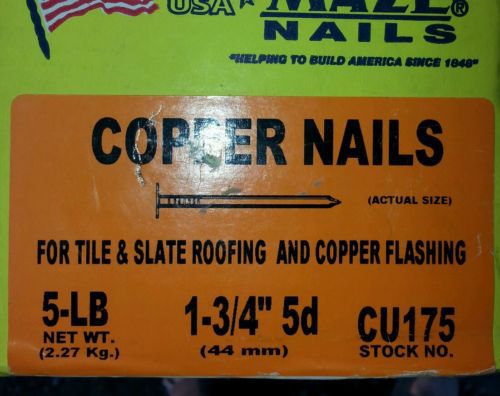 USA MAZE®
NAILS
"HELPING TO BUILD AMERICA SINCE 1848"
COPPER NAILS
(ACTUAL SIZE)
FOR TILE & SLATE ROOFING AND COPPER FLASHING
5-LB 1-3/4" 5d CU175
NET WT. (44 mm) STOCK NO.
(2.27 Kg.)